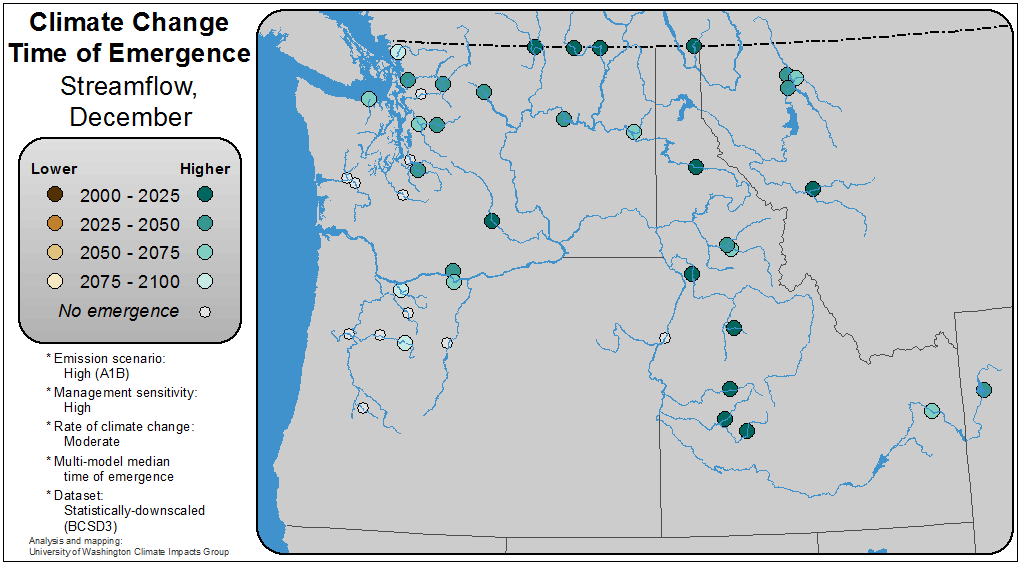 Climate Change
Time of Emergence
Streamflow,
December
Lower Higher
2000 - 2025
2025 - 2050
2050 - 2075
2075 - 2100
No emergence
* Emission scenario:
High (A1B)
* Management sensitivity:
High
* Rate of climate change:
Moderate
* Multi-model median
time of emergence
* Dataset:
Statistically-downscaled
(BCSD3)
Analysis and mapping:
University of Washington Climate Impacts Group